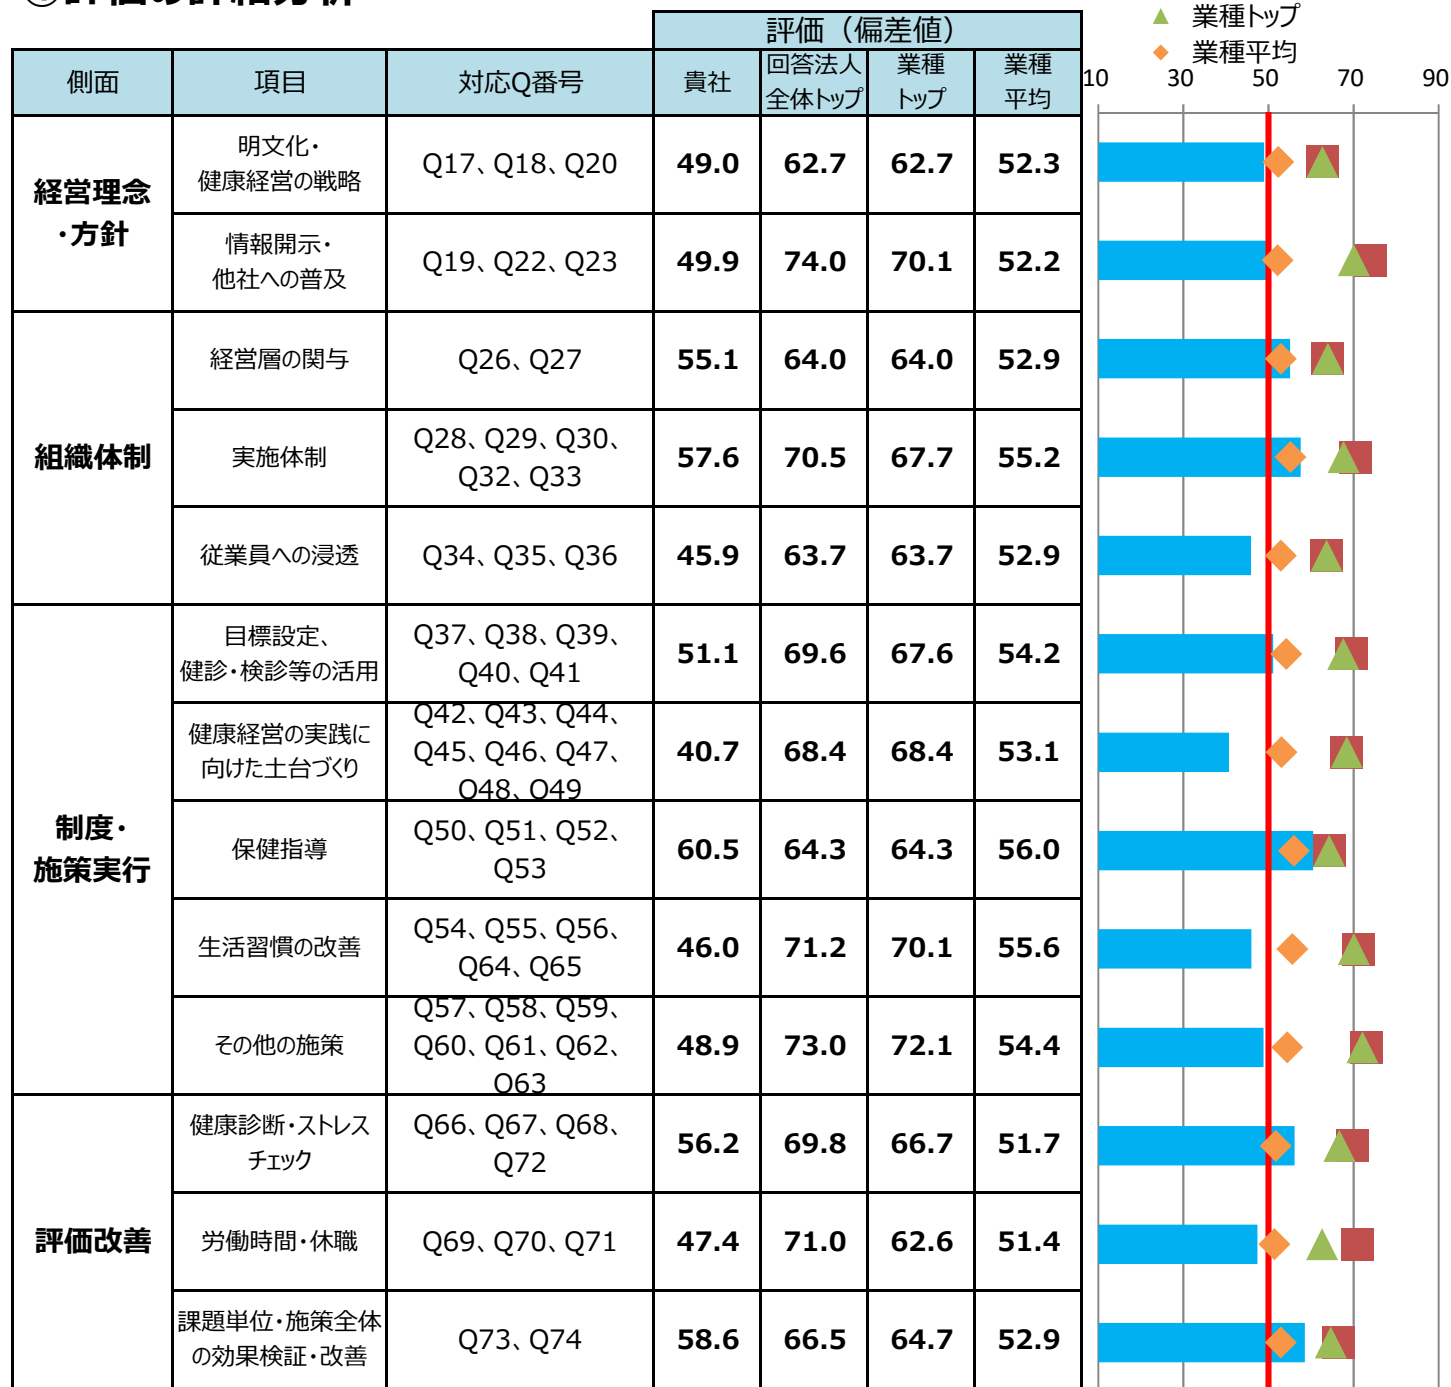 ①評価の詳細分析
▲ 業種トップ
◆ 業種平均
評価（偏差値）
側面 項目 対応Q番号 貴社 回答法人 業種 業種
全体トップ トップ 平均
10 30 50 70 90
経営理念
・方針
明文化・
健康経営の戦略
Q17、Q18、Q20 49.0 62.7 62.7 52.3
情報開示・
他社への普及
Q19、Q22、Q23 49.9 74.0 70.1 52.2
組織体制
経営層の関与 Q26、Q27 55.1 64.0 64.0 52.9
実施体制
Q28、Q29、Q30、
Q32、Q33
57.6 70.5 67.7 55.2
従業員への浸透 Q34、Q35、Q36 45.9 63.7 63.7 52.9
制度・
施策実行
目標設定、
健診・検診等の活用
Q37、Q38、Q39、
Q40、Q41
51.1 69.6 67.6 54.2
健康経営の実践に
向けた土台づくり
Q42、Q43、Q44、
Q45、Q46、Q47、
Q48、Q49
40.7 68.4 68.4 53.1
保健指導
Q50、Q51、Q52、
Q53
60.5 64.3 64.3 56.0
生活習慣の改善
Q54、Q55、Q56、
Q64、Q65
46.0 71.2 70.1 55.6
その他の施策
Q57、Q58、Q59、
Q60、Q61、Q62、
Q63
48.9 73.0 72.1 54.4
評価改善
健康診断・ストレス
チェック
Q66、Q67、Q68、
Q72
56.2 69.8 66.7 51.7
労働時間・休職 Q69、Q70、Q71 47.4 71.0 62.6 51.4
課題単位・施策全体
の効果検証・改善
Q73、Q74 58.6 66.5 64.7 52.9